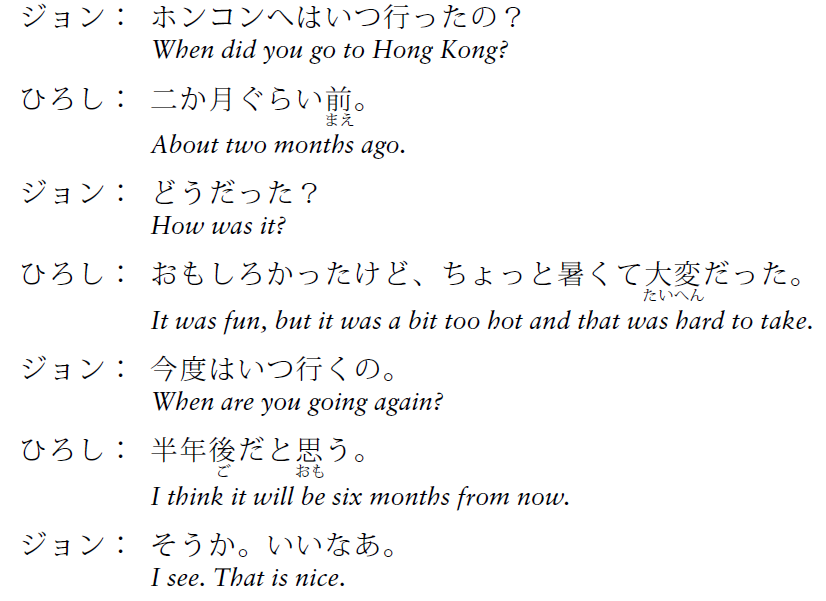 ジョン： ホンコンへはいつ行ったの？
When did you go to Hong Kong?
ひろし： 二か月ぐらい前。
まえ
About two months ago.
ジョン： どうだった？
How was it?
ひろし： おもしろかったけど、ちょっと暑くて大変だった。
たいへん
It was fun, but it was a bit too hot and that was hard to take.
ジョン： 今度はいつ行くの。
When are you going again?
ひろし： 半年後だと思う。
ご おも
I think it will be six months from now.
ジョン： そうか。いいなあ。
I see. That is nice.